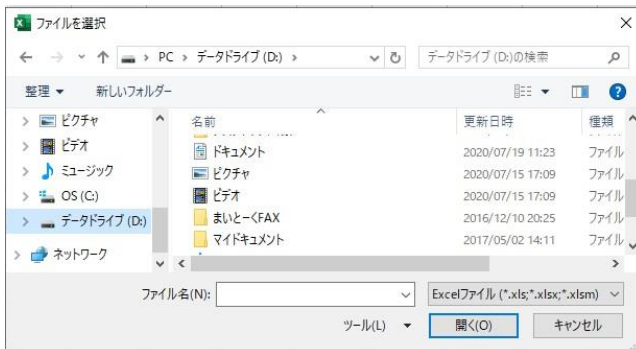 ファイルを選択
PC > データドライブ (D:) >
データドライブ (D:)の検索
整理
新しいフォルダー
ピクチャ
ビデオ
ミュージック
OS (C:)
データドライブ (D:)
ネットワーク
名前 更新日時 種類
ドキュメント 2020/07/19 11:23 ファイル
ピクチャ 2020/07/15 17:09 ファイル
ビデオ 2020/07/15 17:09 ファイル
まいと～くFAX 2016/12/10 20:25 ファイル
マイドキュメント 2017/05/02 14:11 ファイル
ファイル名(N):
Excelファイル (*.xls;*.xlsx;*.xlsm)
ツール(L)
開く(O)
キャンセル